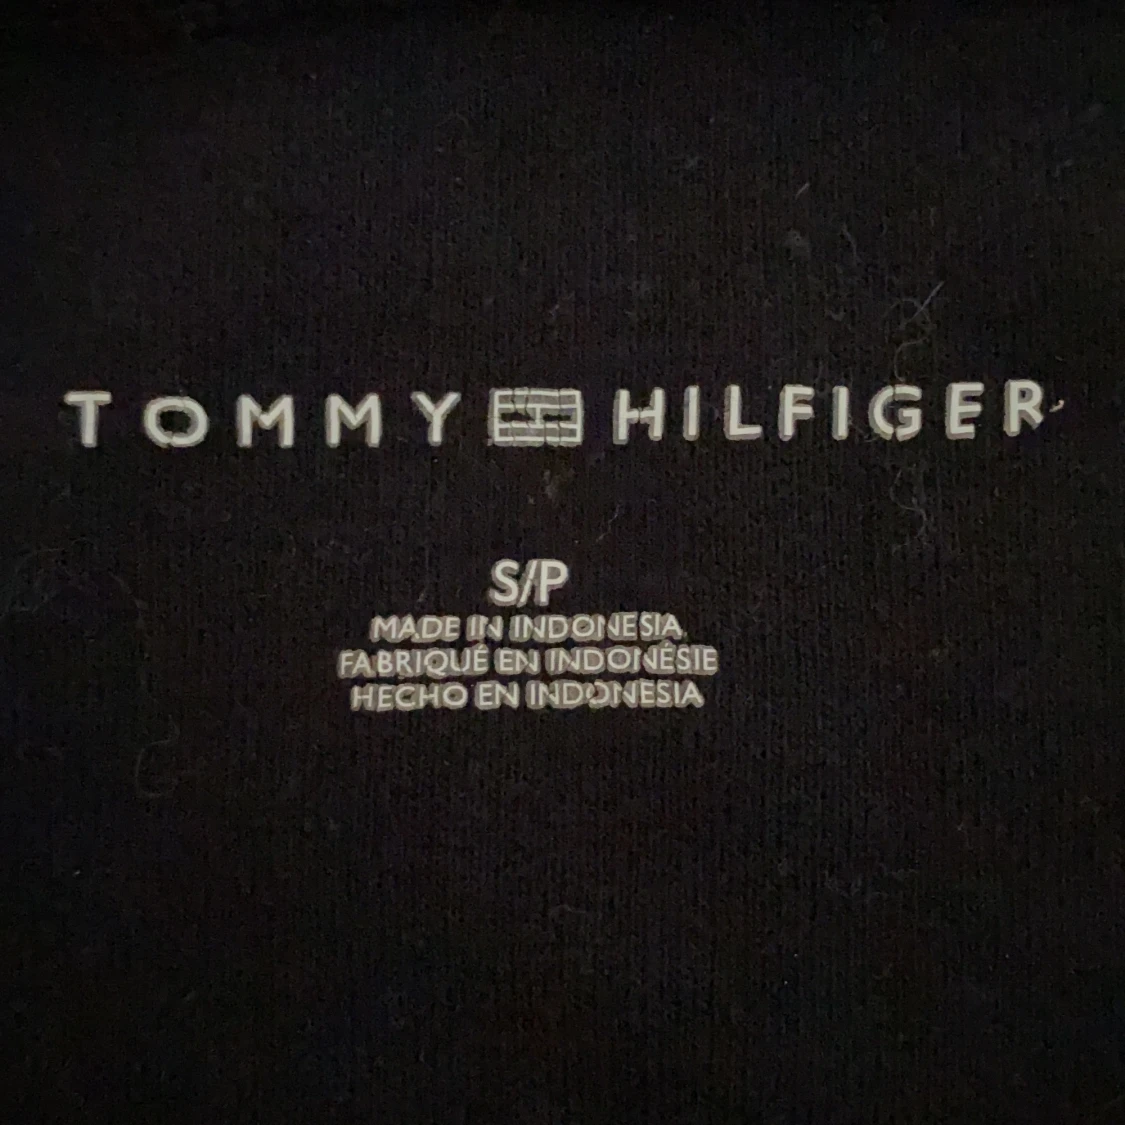 TOMMY HILFIGER
S/P
MADE IN INDONESIA
FABRIQUÉ EN INDONÉSIE
HECHO EN INDONESIA